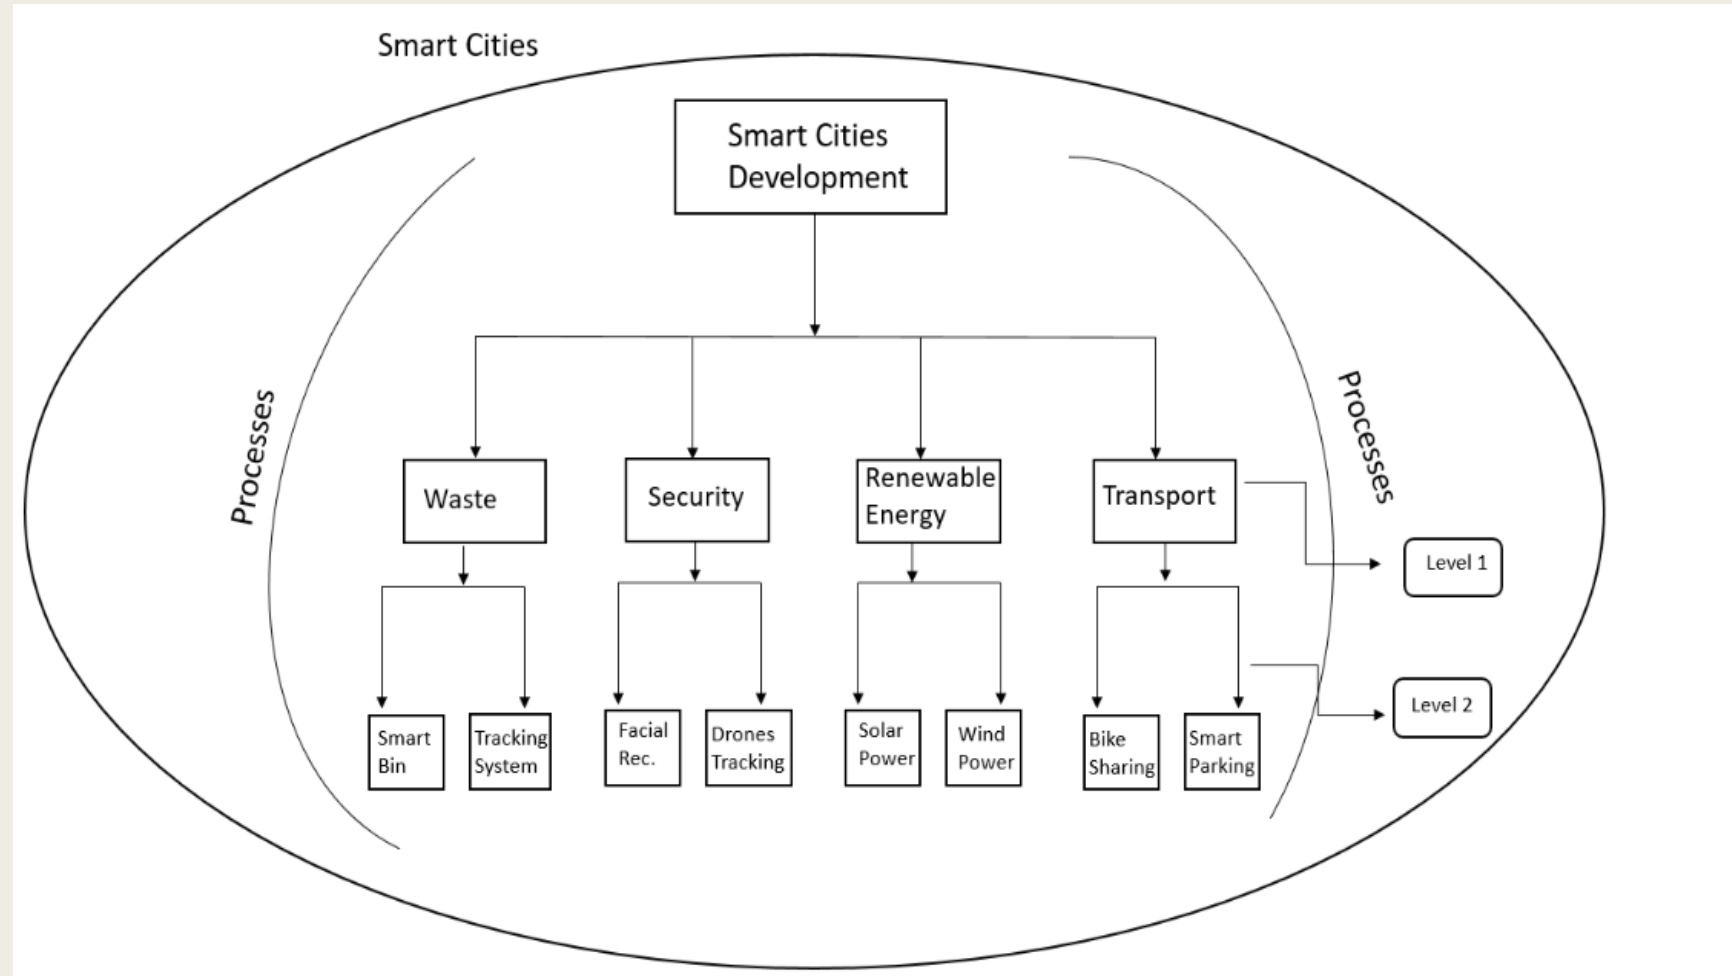 Smart Cities
Smart Cities
Development
Processes
Processes
Waste
Security
Renewable
Energy
Transport
Level 1
Level 2
Smart
Bin
Tracking
System
Facial
Rec.
Drones
Tracking
Solar
Power
Wind
Power
Bike
Sharing
Smart
Parking